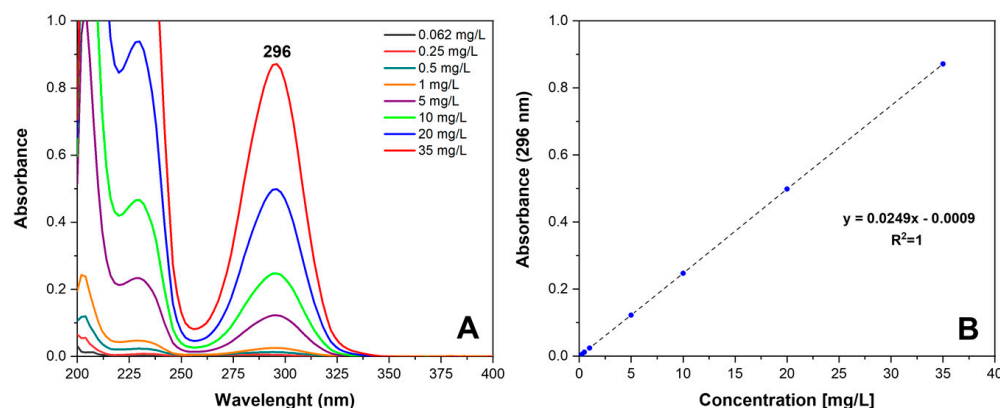 1.0
0.8
0.6
0.4
0.2
0.0
Absorbance
200
225
250
275
300
325
350
375
400
Wavelenght (nm)
296
0.062 mg/L
0.25 mg/L
0.5 mg/L
1 mg/L
5 mg/L
10 mg/L
20 mg/L
35 mg/L
A
1.0
0.8
0.6
0.4
0.2
0.0
Absorbance (296 nm)
0
5
10
15
20
25
30
35
40
Concentration [mg/L]
y = 0.0249x - 0.0009
R²=1
B